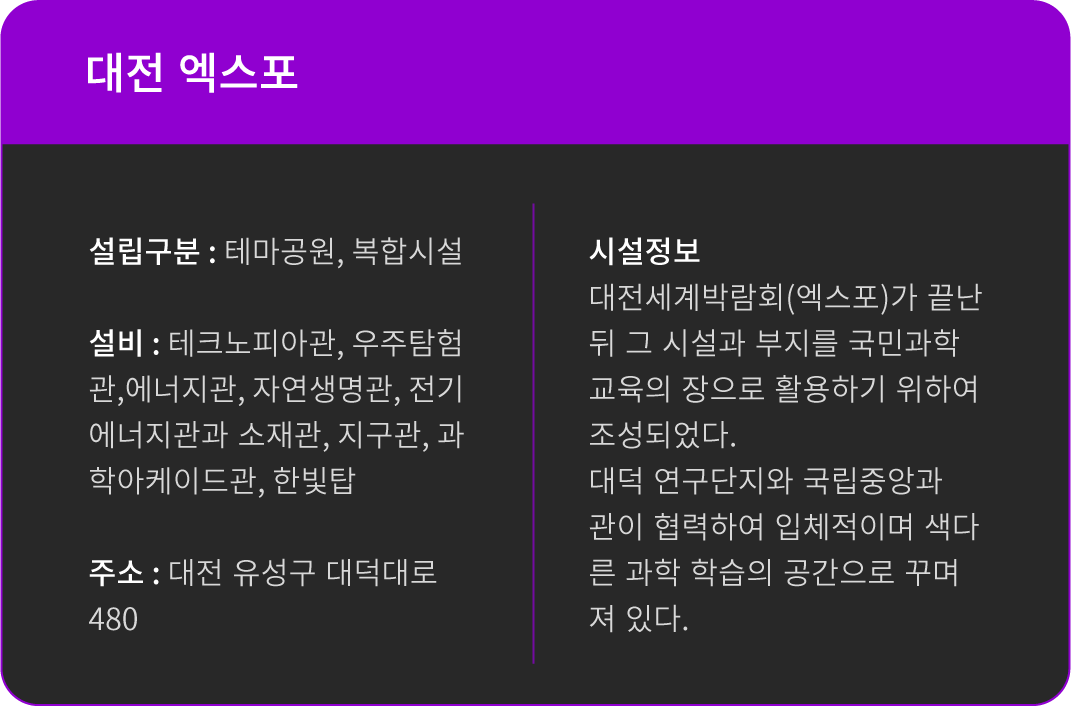 대전 엑스포
설립구분 : 테마공원, 복합시설
설비 : 테크노피아관, 우주탐험
관,에너지관, 자연생명관, 전기
에너지관과 소재관, 지구관, 과
학아케이드관, 한빛탑
주소 : 대전 유성구 대덕대로
480
시설정보
대전세계박람회(엑스포)가 끝난
뒤 그 시설과 부지를 국민과학
교육의 장으로 활용하기 위하여
조성되었다.
대덕 연구단지와 국립중앙과
관이 협력하여 입체적이며 색다
른 과학 학습의 공간으로 꾸며
져 있다.